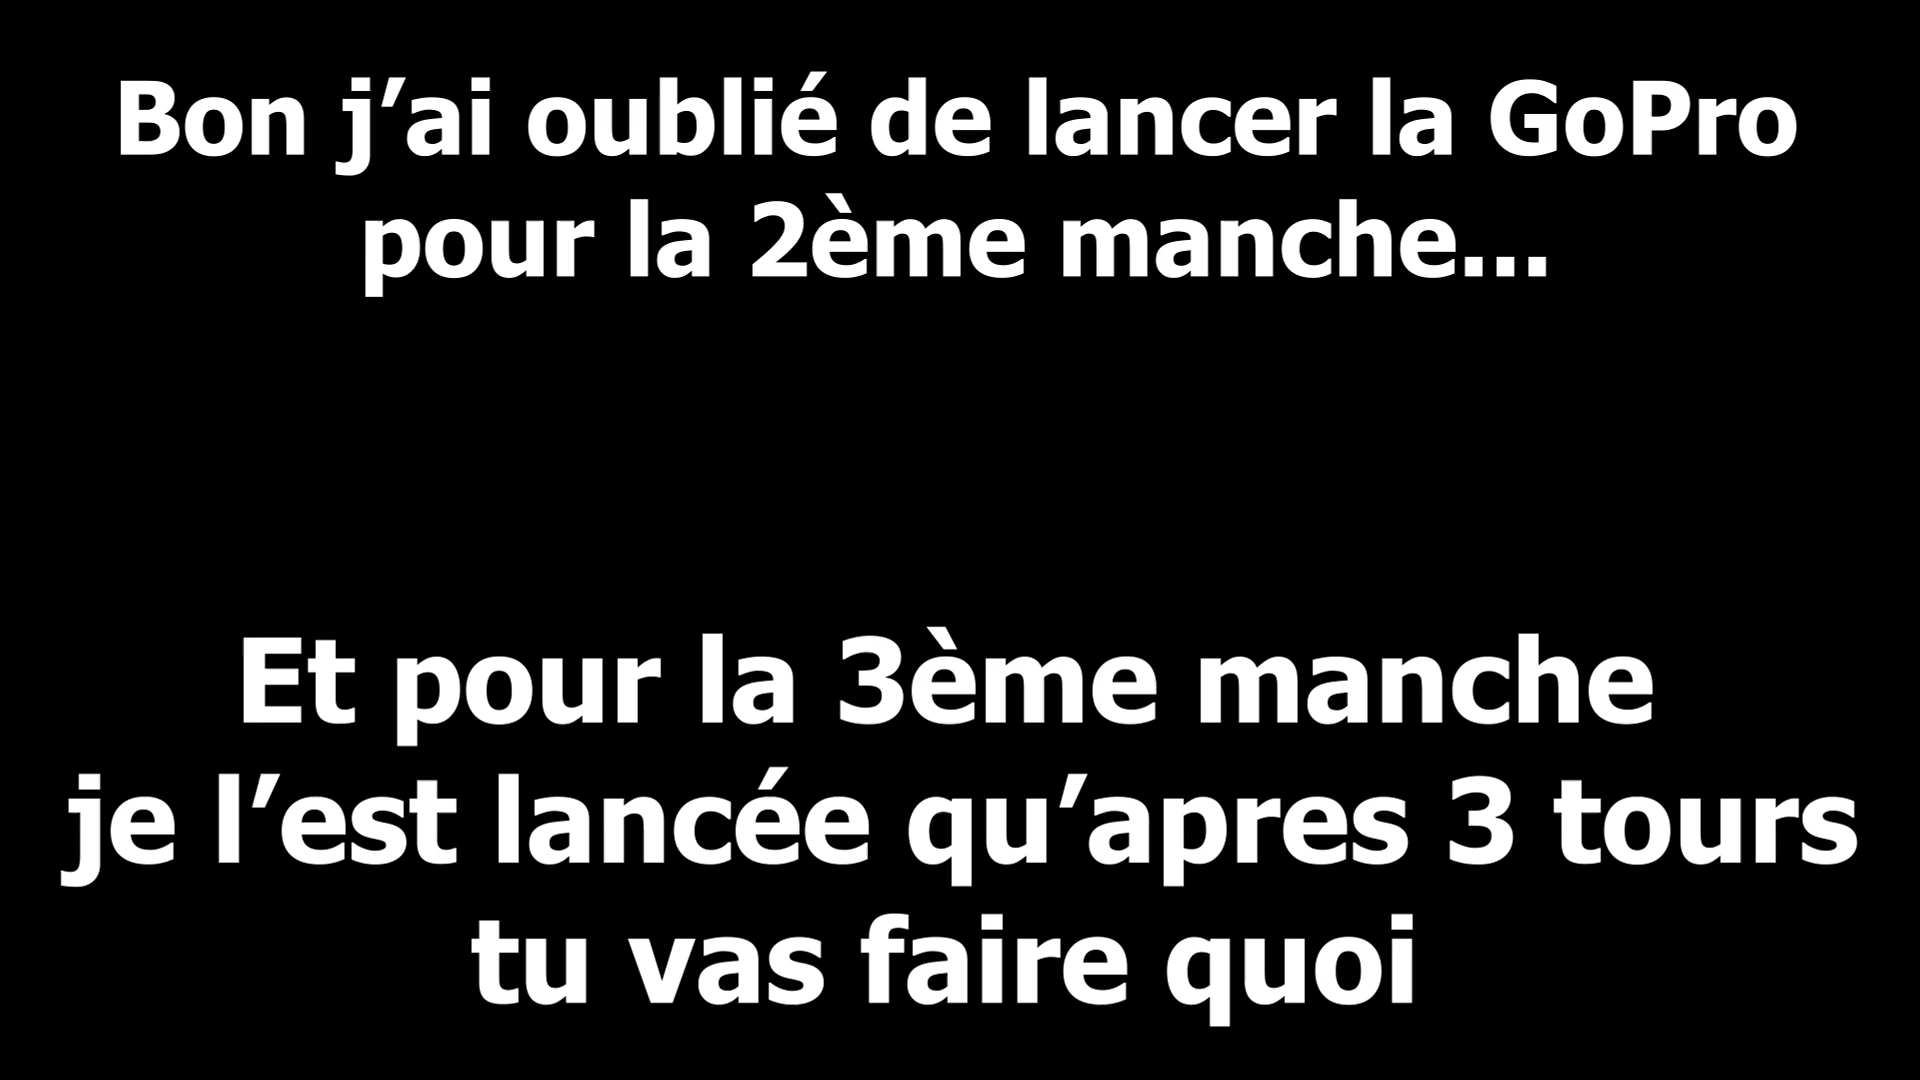 Bon j’ai oublié de lancer la GoPro
pour la 2ème manche...
Et pour la 3ème manche
je l’est lancée qu’apres 3 tours
tu vas faire quoi